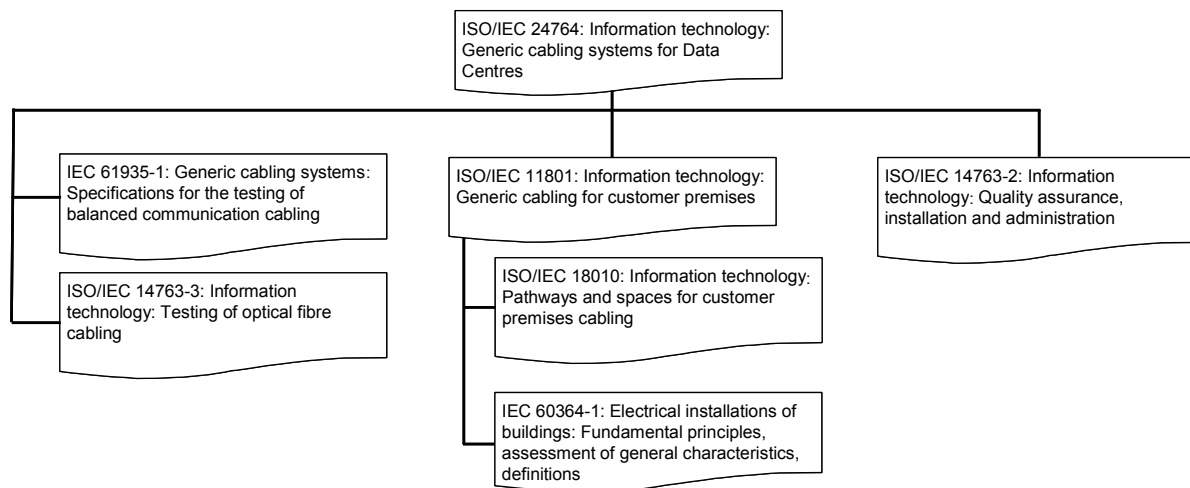 ISO/IEC 24764: Information technology:
Generic cabling systems for Data
Centres
IEC 61935-1: Generic cabling systems:
Specifications for the testing of
balanced communication cabling
ISO/IEC 14763-3: Information
technology: Testing of optical fibre
cabling
ISO/IEC 11801: Information technology:
Generic cabling for customer premises
ISO/IEC 18010: Information technology:
Pathways and spaces for customer
premises cabling
IEC 60364-1: Electrical installations of
buildings: Fundamental principles,
assessment of general characteristics,
definitions
ISO/IEC 14763-2: Information
technology: Quality assurance,
installation and administration